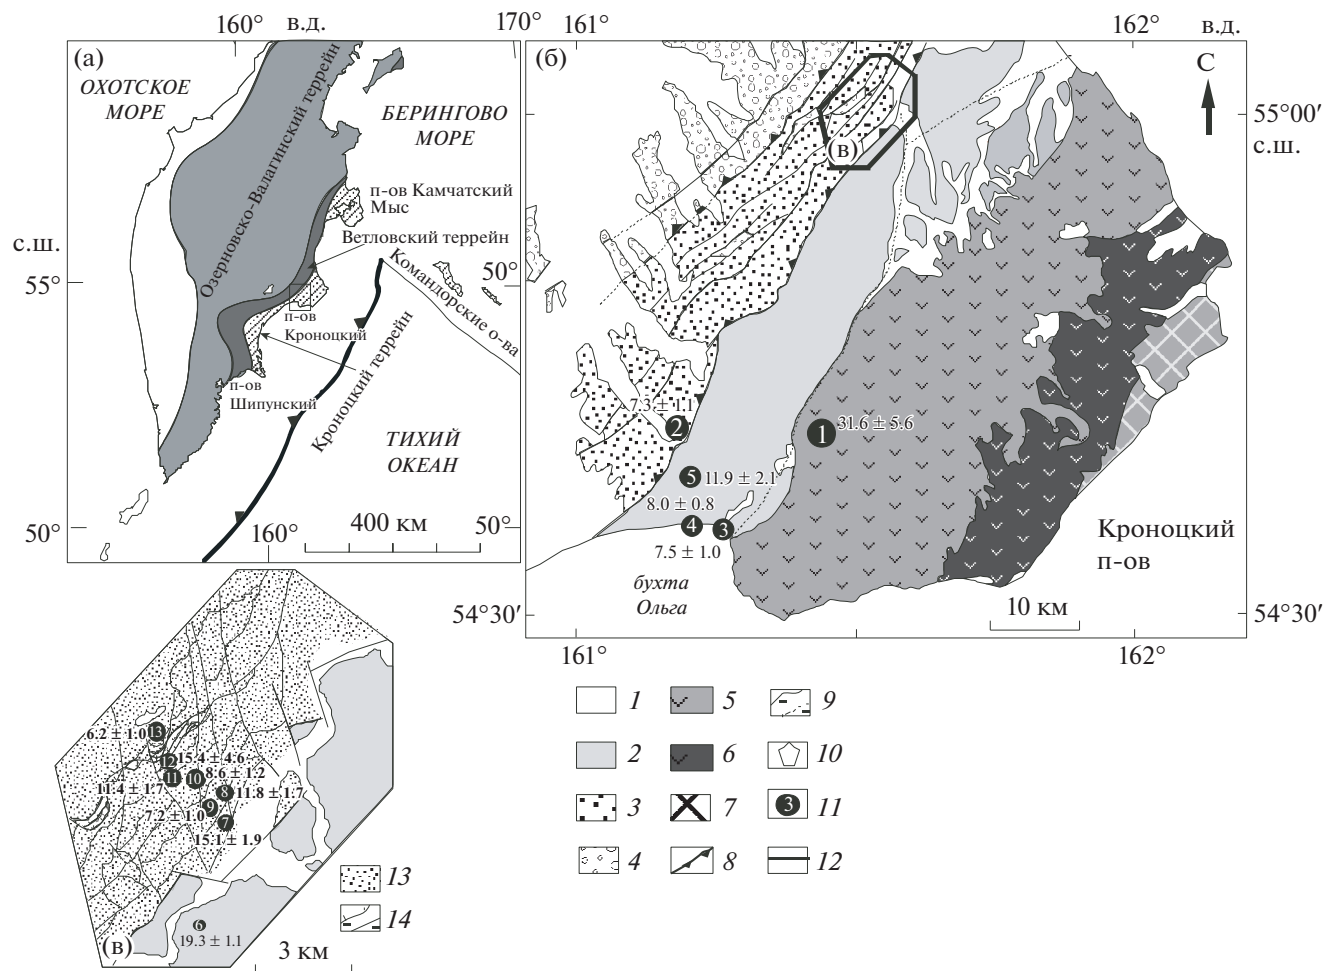 160° в.д. 170°
(а)
ОХОТСКОЕ
МОРЕ
Озерновско-Валагинский террейн
БЕРИНГОВО
МОРЕ
п-ов Камчатский
Мыс
Ветловский террейн
с.ш.
55°
50°
Командорские о-ва
п-ов
Кроноцкий
п-ов
Шипунский
Кроноцкий террейн
ТИХИЙ
ОКЕАН
50°
160°
400 км
50°
161° 162° в.д.
(б)
С
55°00′
с.ш.
(в)
7.3 ± 1.1
2
1
31.6 ± 5.6
5
11.9 ± 2.1
8.0 ± 0.8
4
3
7.5 ± 1.0
бухта
Ольга
Кроноцкий
п-ов
10 км
54°30′
54°30′
161° 162°
13
6.2 ± 1.0
12
15.4 ± 4.6
11
10
8.6 ± 1.2
11.4 ± 1.7
8
11.8 ± 1.7
9
7.2 ± 1.0
7
15.1 ± 1.9
6
19.3 ± 1.1
(в)
3 км
13
14
1
2
3
4
5
6
7
8
9
10
3
11
12